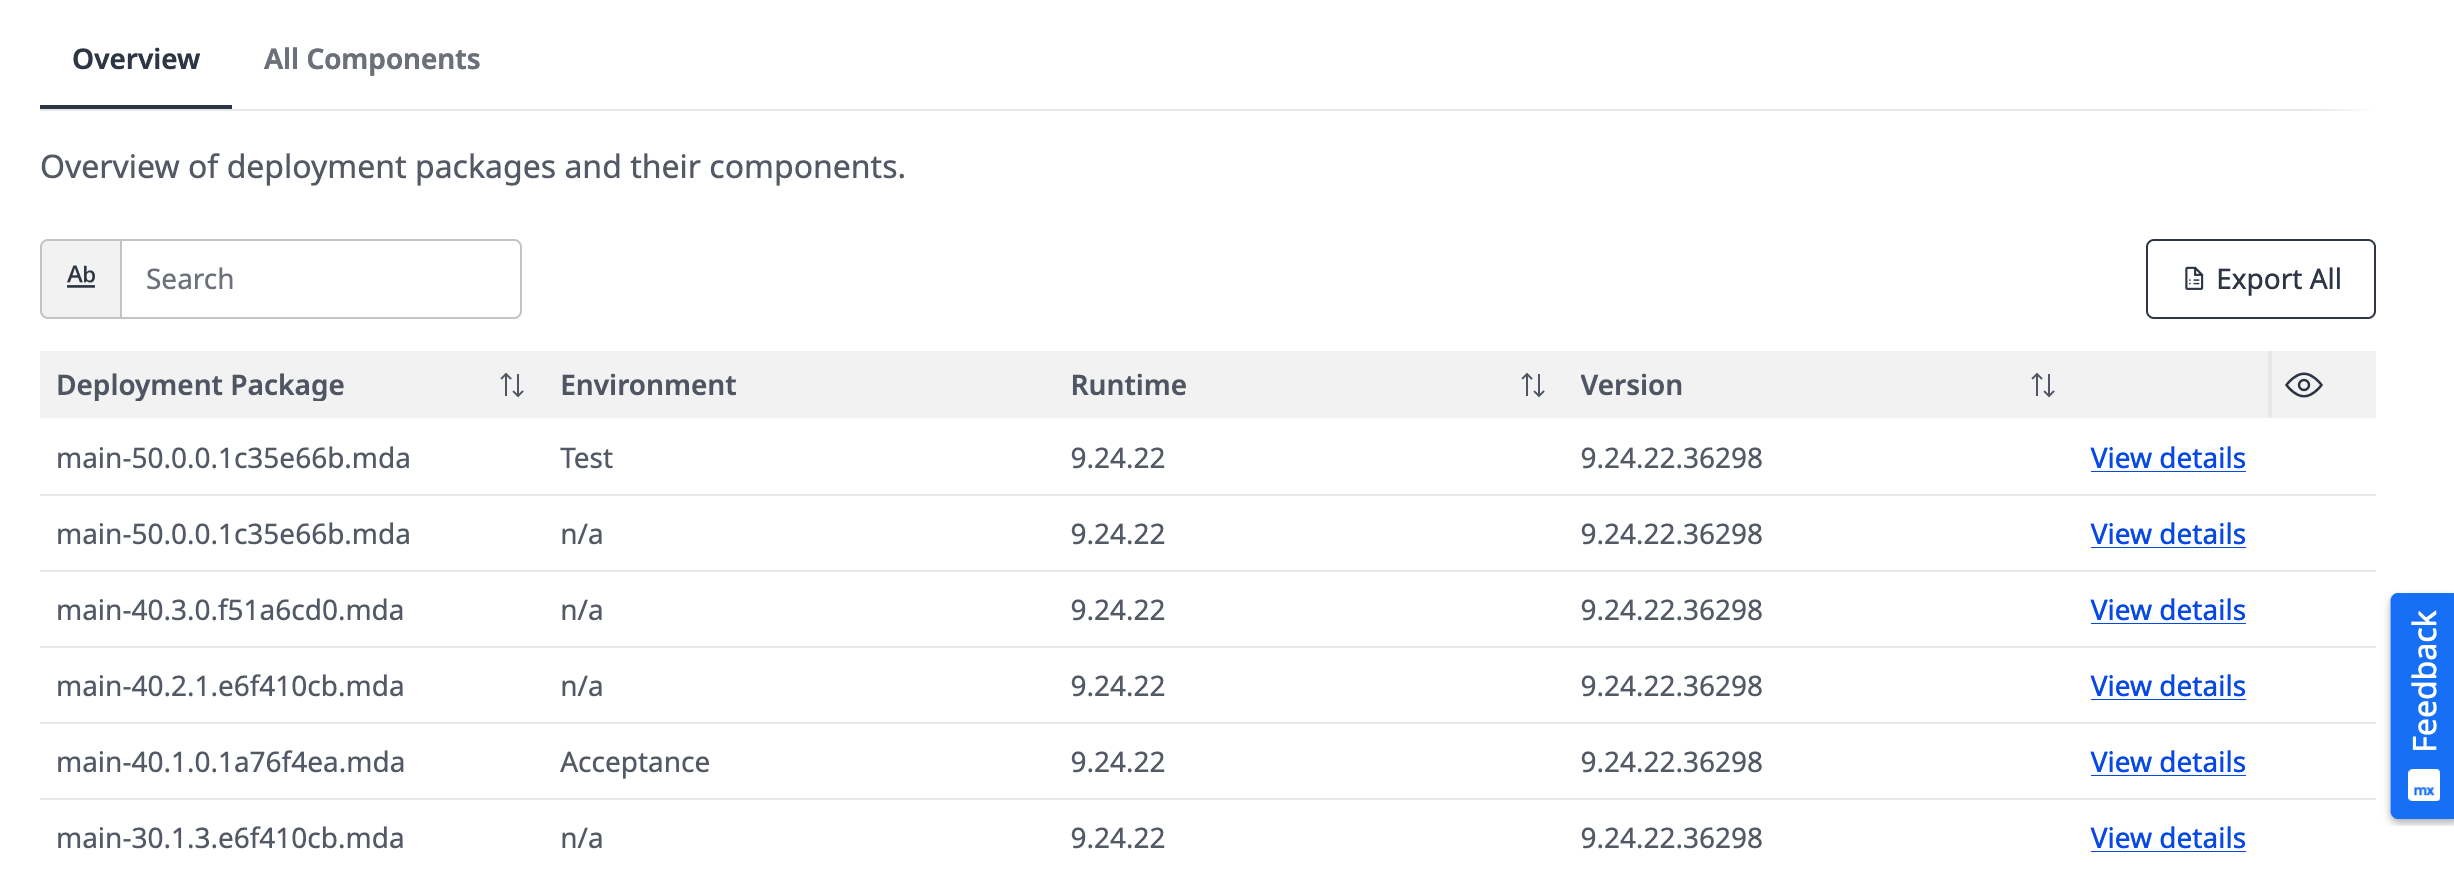 Overview All Components
Overview of deployment packages and their components.
Ab Search Export All
Deployment Package Environment Runtime Version
main-50.0.0.1c35e66b.mda Test 9.24.22 9.24.22.36298 View details
main-50.0.0.1c35e66b.mda n/a 9.24.22 9.24.22.36298 View details
main-40.3.0.f51a6cd0.mda n/a 9.24.22 9.24.22.36298 View details
main-40.2.1.e6f410cb.mda n/a 9.24.22 9.24.22.36298 View details
main-40.1.0.1a76f4ea.mda Acceptance 9.24.22 9.24.22.36298 View details
main-30.1.3.e6f410cb.mda n/a 9.24.22 9.24.22.36298 View details
mx Feedback